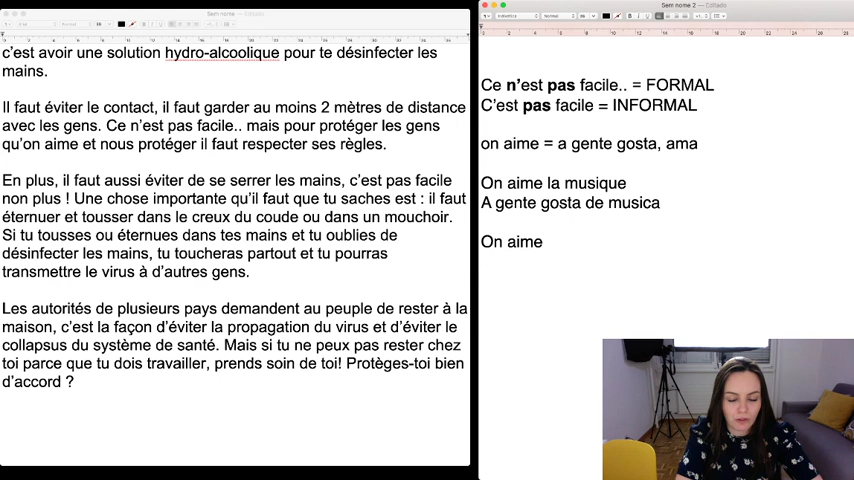 Sem nome — Editado
c’est avoir une solution hydro-alcoolique pour te désinfecter les
mains.
Il faut éviter le contact, il faut garder au moins 2 mètres de distance
avec les gens. Ce n’est pas facile.. mais pour protéger les gens
qu’on aime et nous protéger il faut respecter ses règles.
En plus, il faut aussi éviter de se serrer les mains, c’est pas facile
non plus ! Une chose importante qu’il faut que tu saches est : il faut
éternuer et tousser dans le creux du coude ou dans un mouchoir.
Si tu tousses ou éternues dans tes mains et tu oublies de
désinfecter les mains, tu toucheras partout et tu pourras
transmettre le virus à d’autres gens.
Les autorités de plusieurs pays demandent au peuple de rester à la
maison, c’est la façon d’éviter la propagation du virus et d’éviter le
collapsus du système de santé. Mais si tu ne peux pas rester chez
toi parce que tu dois travailler, prends soin de toi! Protèges-toi bien
d’accord ?
Sem nome 2 — Editado
Ce n’est pas facile.. = FORMAL
C’est pas facile = INFORMAL
on aime = a gente gosta, ama
On aime la musique
A gente gosta de musica
On aime